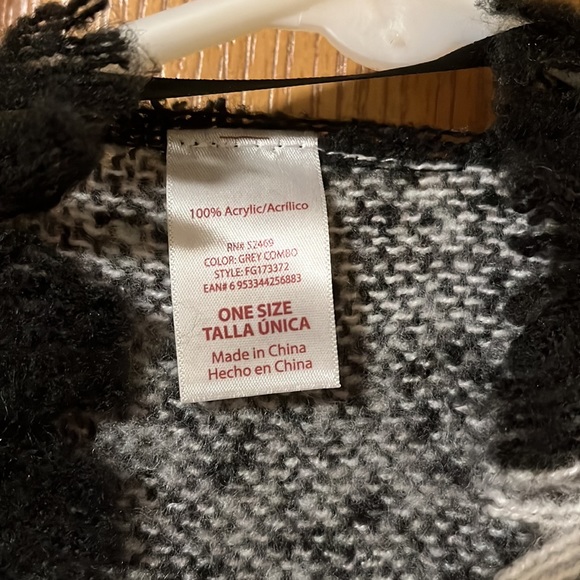 100% Acrylic/Acrílico
RN# 52469
COLOR: GREY COMBO
STYLE: FG173372
EAN# 6 953344256883
ONE SIZE
TALLA ÚNICA
Made in China
Hecho en China